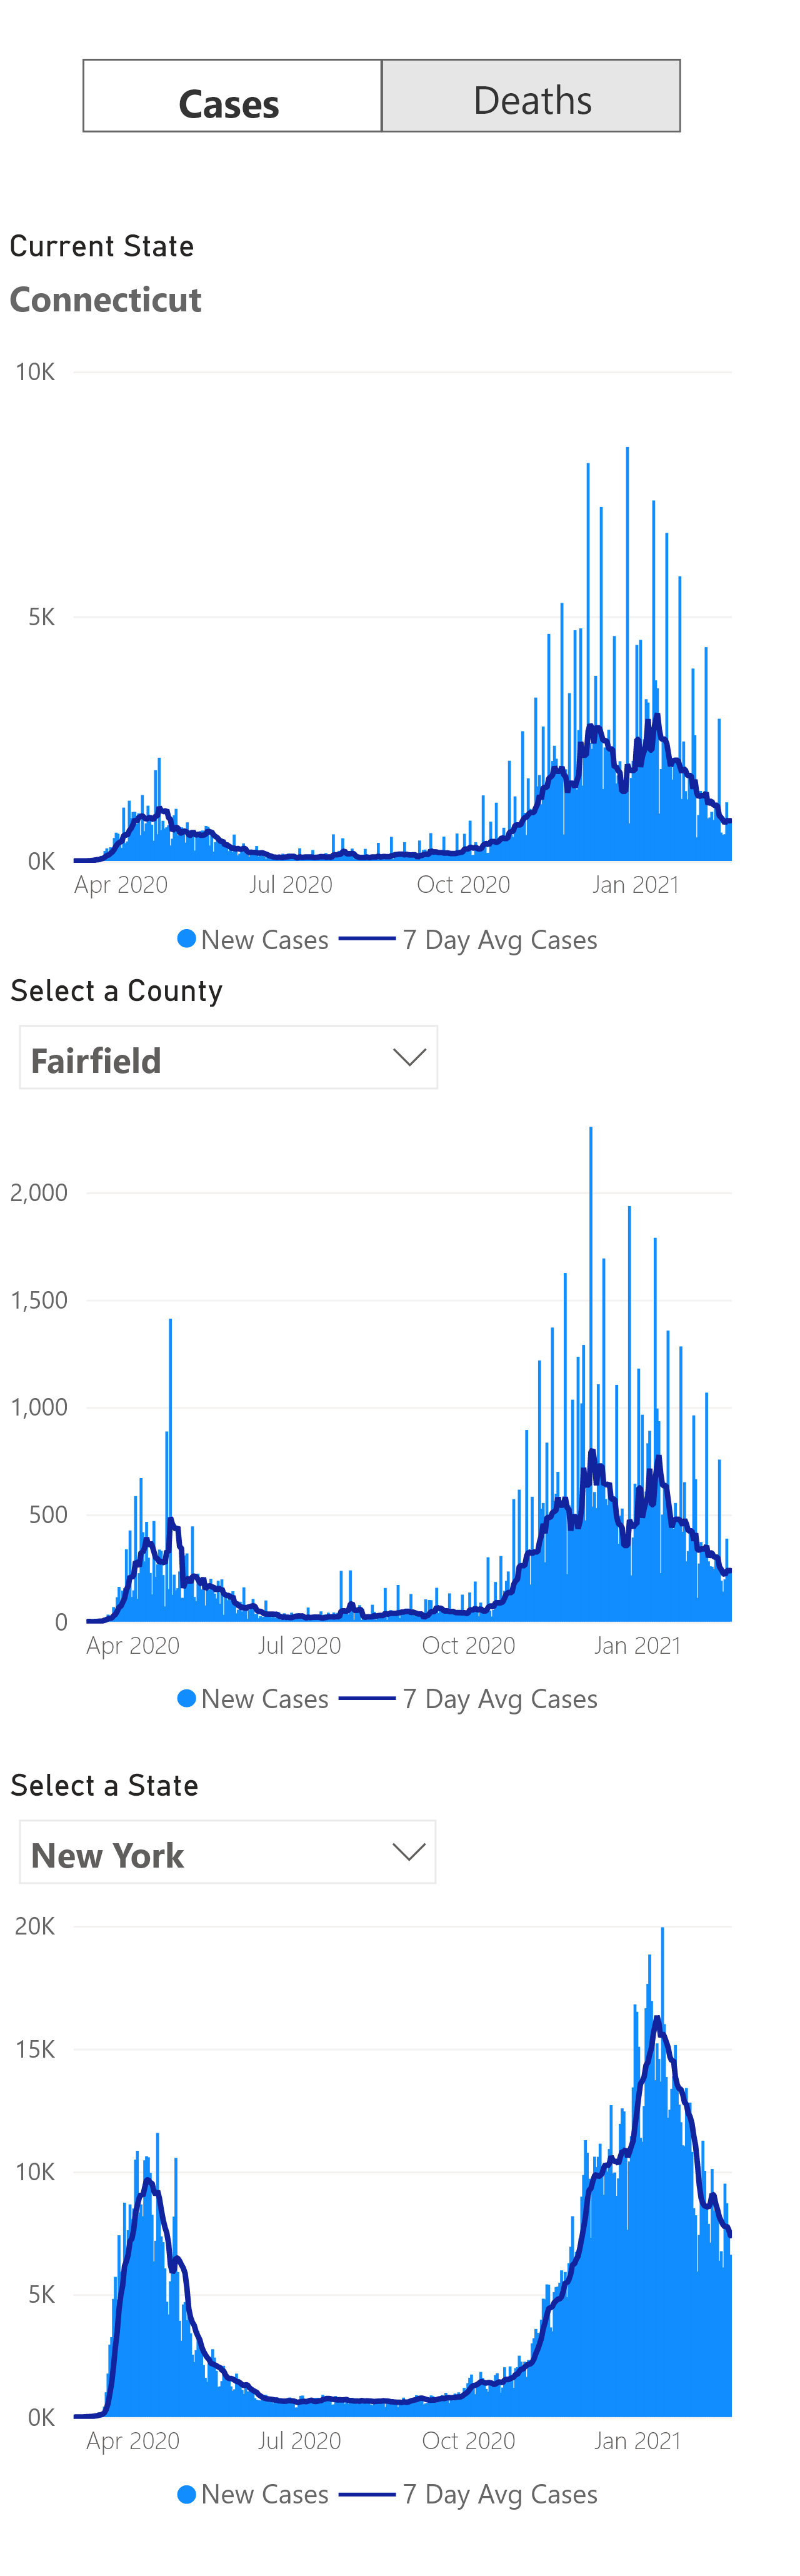 Cases Deaths
Current State
Connecticut
10K
5K
0K
Apr 2020 Jul 2020 Oct 2020 Jan 2021
New Cases 7 Day Avg Cases
Select a County
Fairfield
2,000
1,500
1,000
500
0
Apr 2020 Jul 2020 Oct 2020 Jan 2021
New Cases 7 Day Avg Cases
Select a State
New York
20K
15K
10K
5K
0K
Apr 2020 Jul 2020 Oct 2020 Jan 2021
New Cases 7 Day Avg Cases